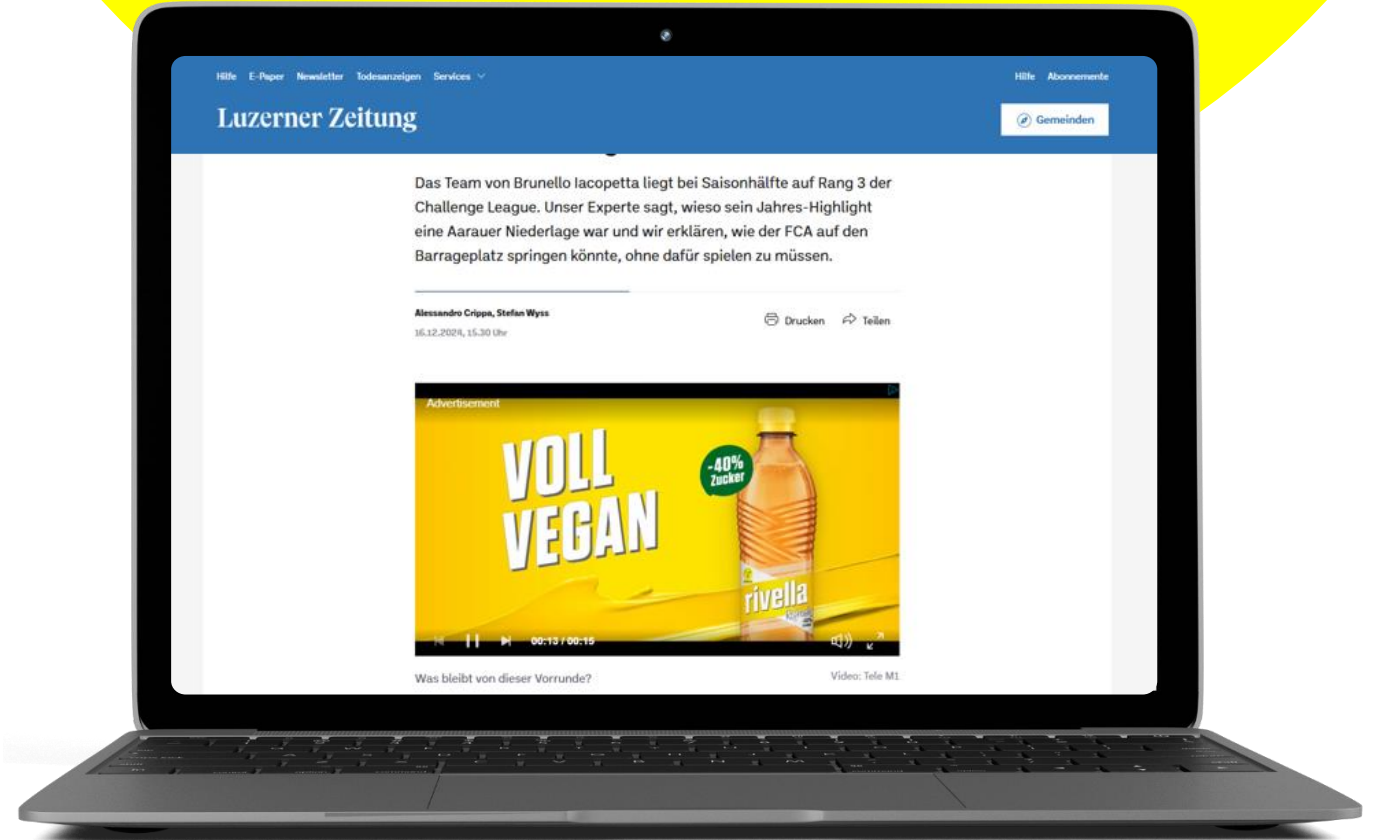 Hilfe E-Paper Newsletter Todesanzeigen Services
Hilfe Abonnemente
Luzerner Zeitung
Gemeinden
Das Team von Brunello Iacopetta liegt bei Saisonhälfte auf Rang 3 der
Challenge League. Unser Experte sagt, wieso sein Jahres-Highlight
eine Aarauer Niederlage war und wir erklären, wie der FCA auf den
Barrageplatz springen könnte, ohne dafür spielen zu müssen.
Alessandro Crippa, Stefan Wyss
16.12.2024, 15.30 Uhr
Drucken
Teilen
Advertisement
VOLL
VEGAN
-40%
Zucker
rivella
00:13 / 00:15
Was bleibt von dieser Vorrunde?
Video: Tele M1